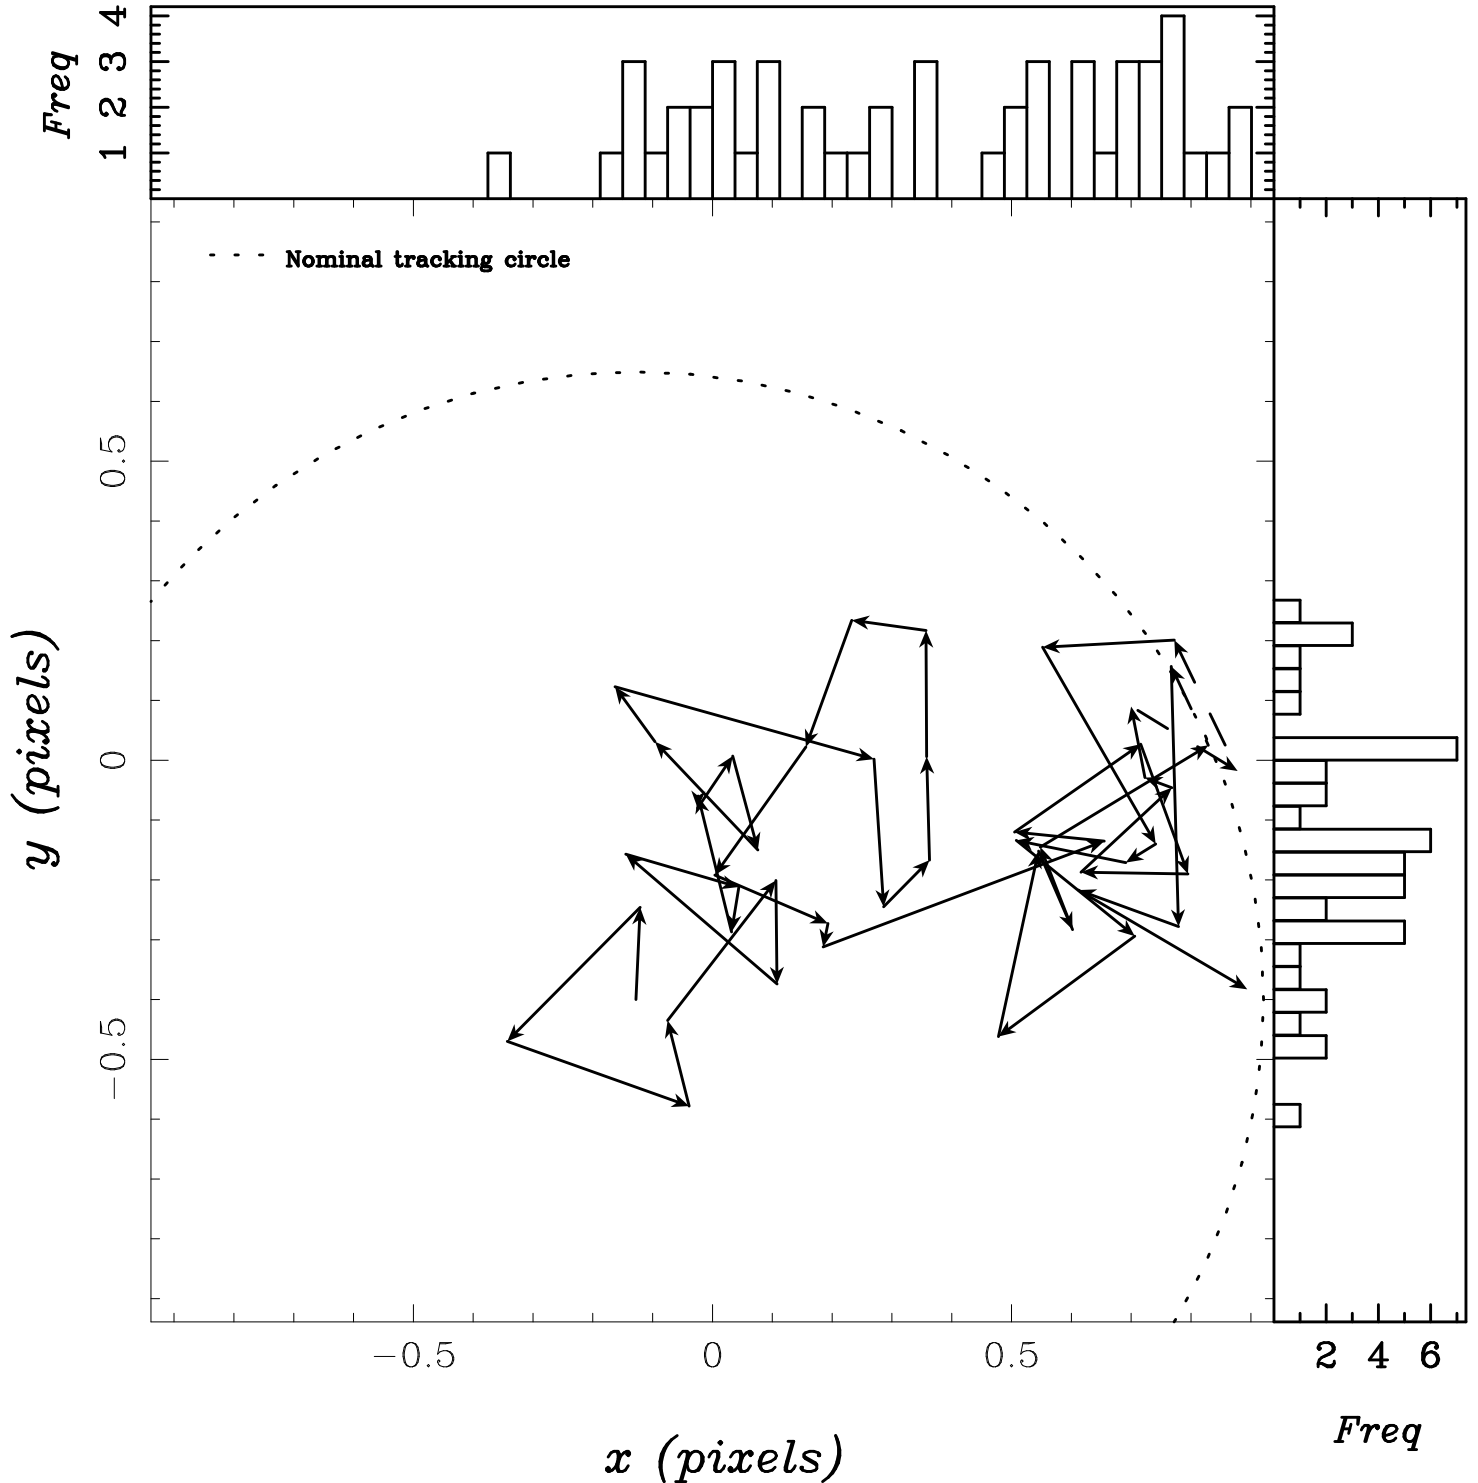 Freq
1 2 3 4
Nominal tracking circle
y (pixels)
0.5
0
−0.5
−0.5 0 0.5
x (pixels)
2 4 6
Freq